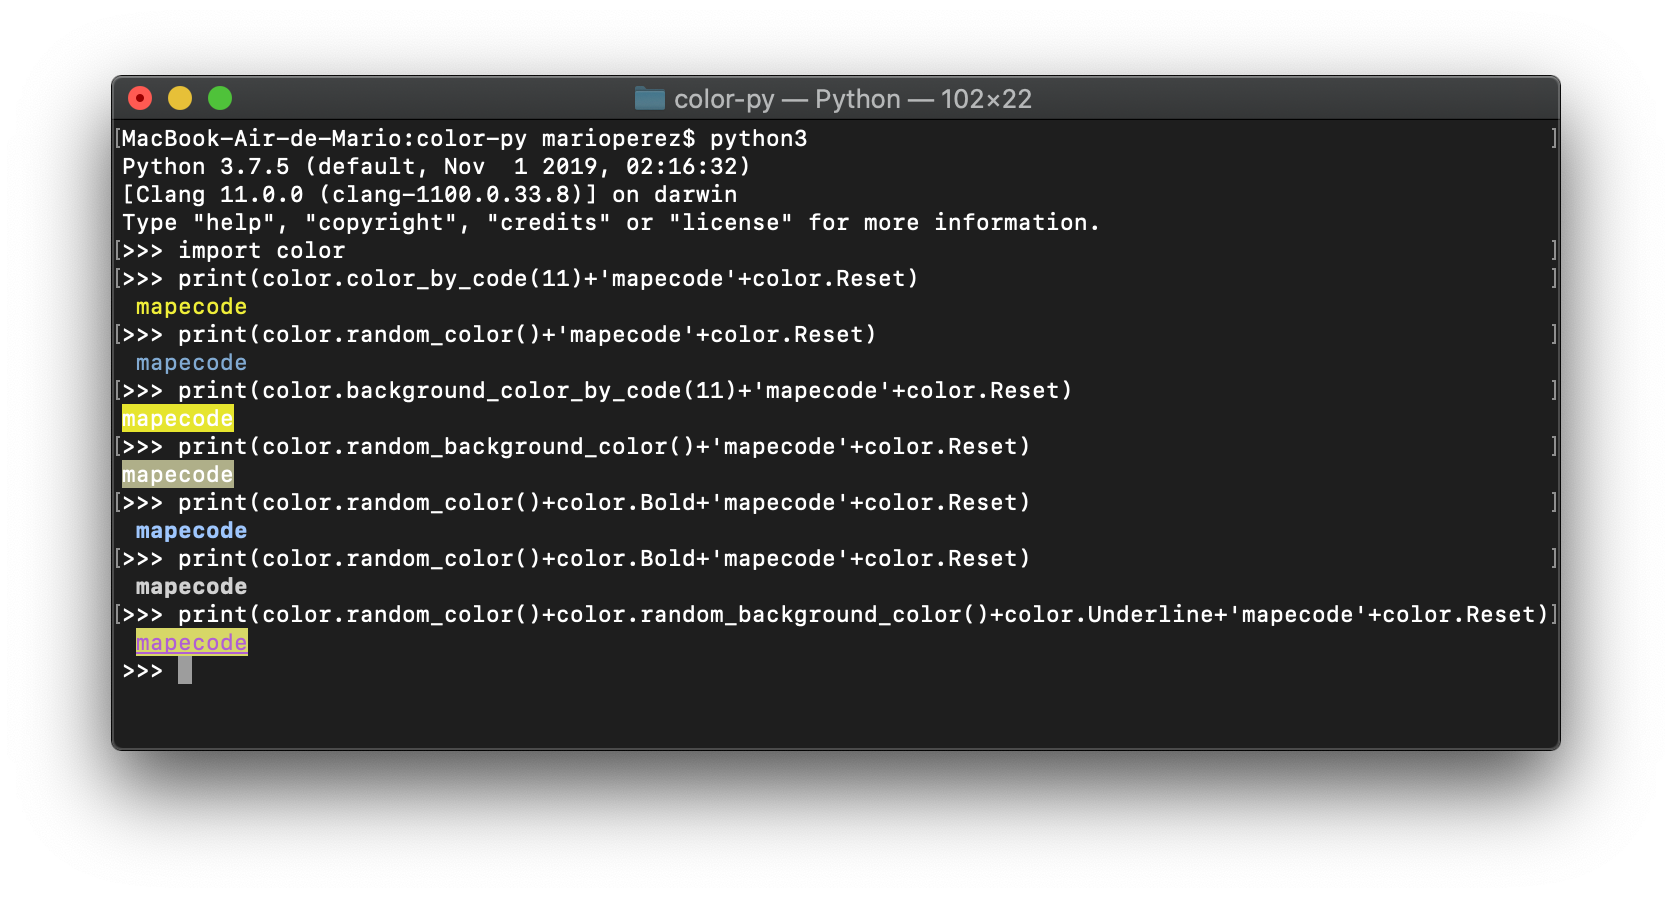 color-py — Python — 102×22
[MacBook-Air-de-Mario:color-py marioperez$ python3 ]
Python 3.7.5 (default, Nov  1 2019, 02:16:32)
[Clang 11.0.0 (clang-1100.0.33.8)] on darwin
Type "help", "copyright", "credits" or "license" for more information.
[>>> import color ]
[>>> print(color.color_by_code(11)+'mapecode'+color.Reset) ]
 mapecode
[>>> print(color.random_color()+'mapecode'+color.Reset) ]
 mapecode
[>>> print(color.background_color_by_code(11)+'mapecode'+color.Reset) ]
mapecode
[>>> print(color.random_background_color()+'mapecode'+color.Reset) ]
mapecode
[>>> print(color.random_color()+color.Bold+'mapecode'+color.Reset) ]
 mapecode
[>>> print(color.random_color()+color.Bold+'mapecode'+color.Reset) ]
 mapecode
[>>> print(color.random_color()+color.random_background_color()+color.Underline+'mapecode'+color.Reset)]
 mapecode
>>>